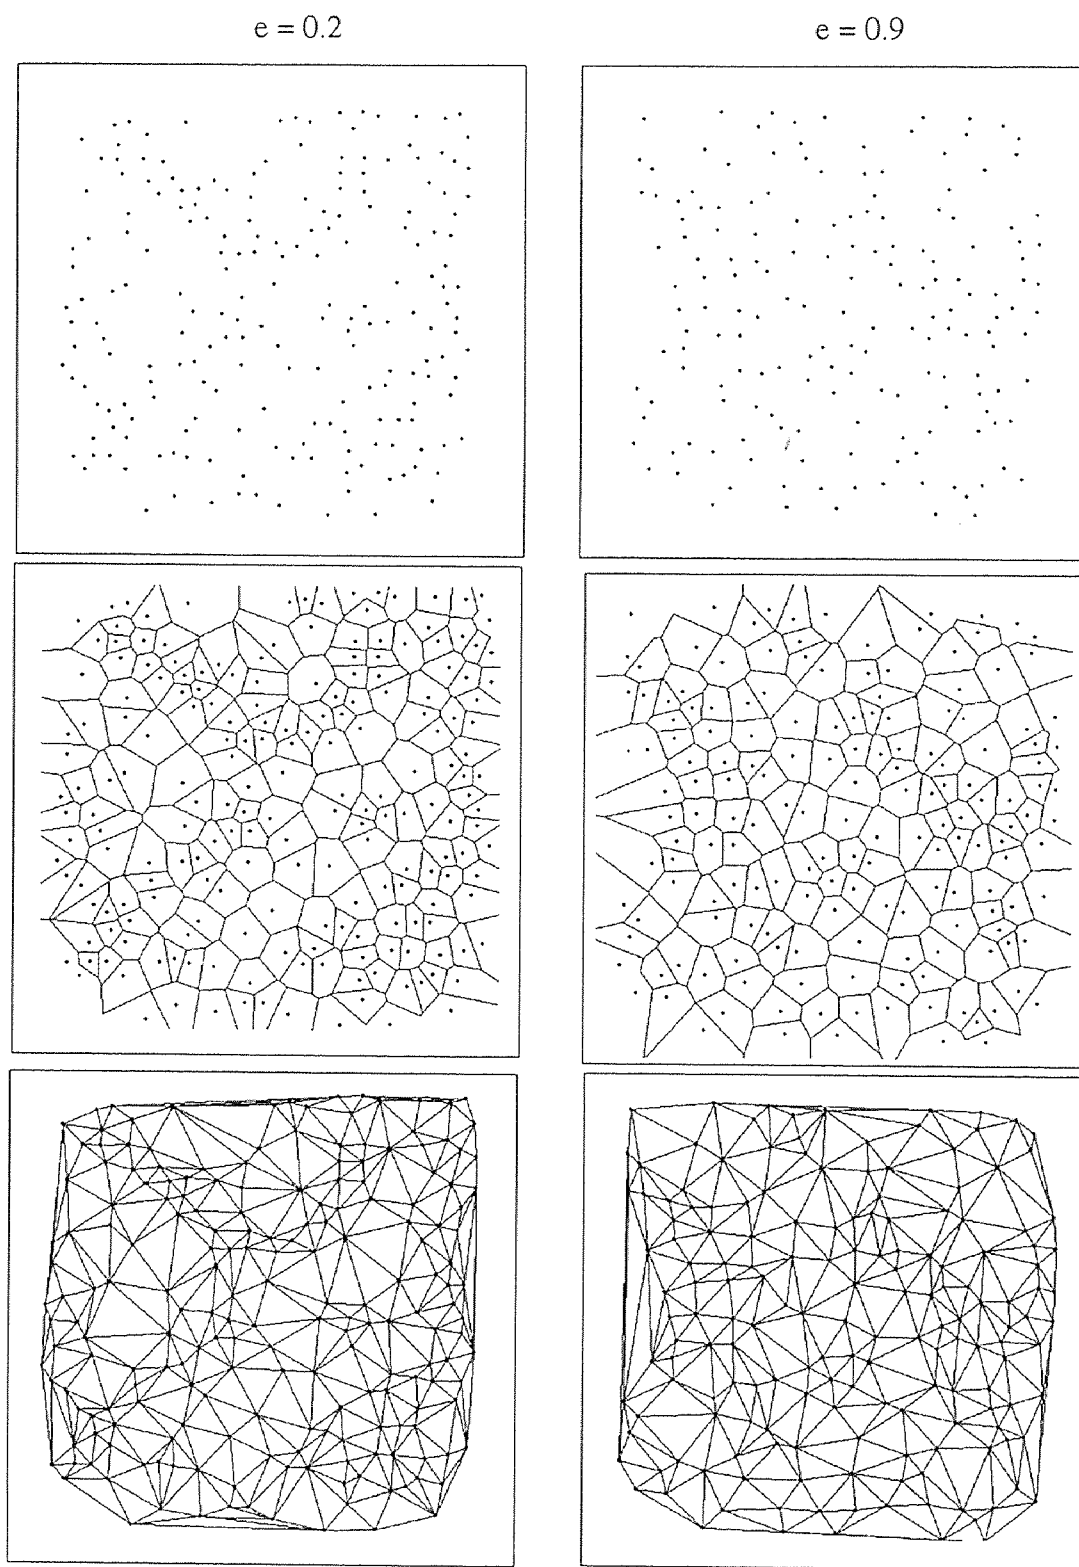 e = 0.2
e = 0.9